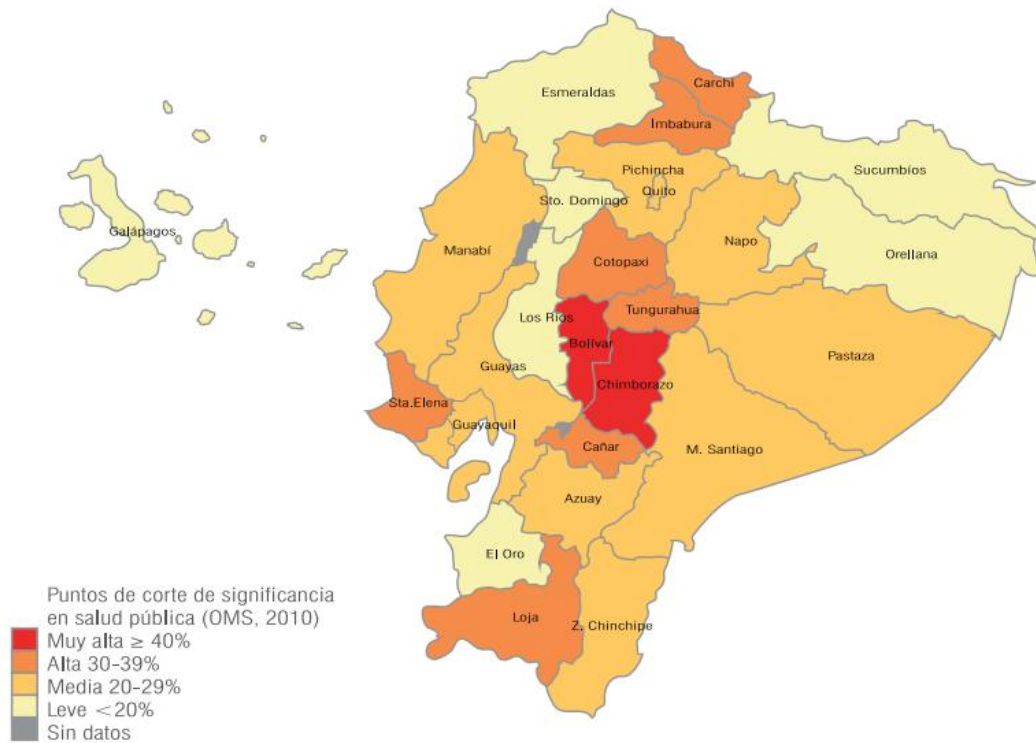 Carchi
Esmeraldas
Imbabura
Pichincha
Sucumbíos
Quito
Sto. Domingo
Galápagos
Napo
Manabí
Orellana
Cotopaxi
Tungurahua
Los Ríos
Bolívar
Pastaza
Guayas
Chimborazo
Sta.Elena
Guayaquil
Cañar
M. Santiago
Azuay
El Oro
Loja
Z. Chinchipe
Puntos de corte de significancia
en salud pública (OMS, 2010)
Muy alta ≥ 40%
Alta 30-39%
Media 20-29%
Leve <20%
Sin datos